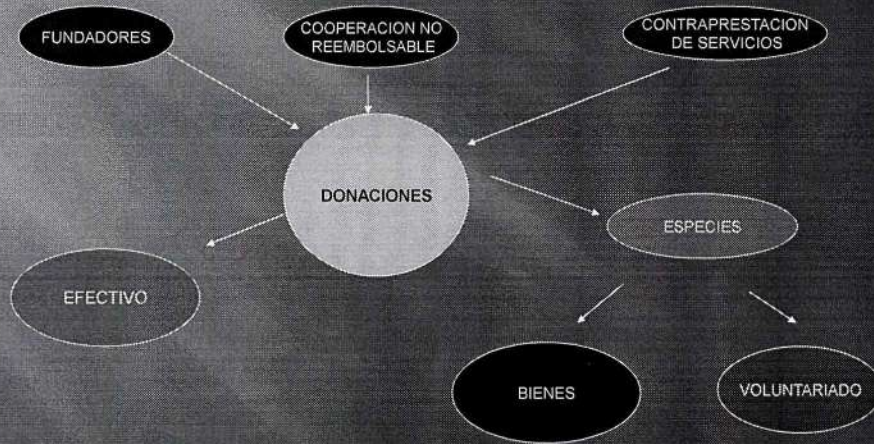 FUNDADORES
COOPERACION NO
REEMBOLSABLE
CONTRAPRESTACION
DE SERVICIOS
DONACIONES
ESPECIES
EFECTIVO
BIENES
VOLUNTARIADO